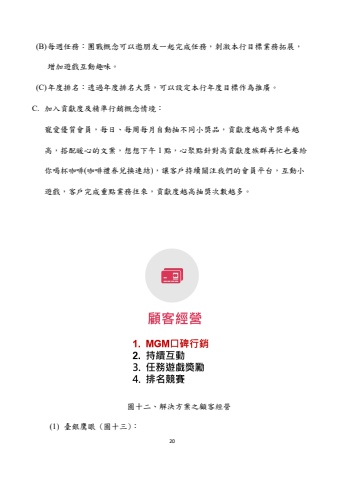 (B)每週任務：團戰概念可以邀朋友一起完成任務，刺激本行目標業務拓展，
增加遊戲互動趣味。
(C)年度排名：透過年度排名大獎，可以設定本行年度目標作為推廣。
C. 加入貢獻度及精準行銷概念情境：
寵愛優質會員，每日、每周每月自動抽不同小獎品，貢獻度越高中獎率越
高，搭配暖心的文案，想想下午 1 點，心聚點針對高貢獻度族群再忙也要給
你喝杯咖啡(咖啡禮券兌換連結)，讓客戶持續關注我們的會員平台，互動小
遊戲，客戶完成重點業務往來，貢獻度越高抽獎次數越多。
顧客經營
1. MGM口碑行銷
2. 持續互動
3. 任務遊戲獎勵
4. 排名競賽
圖十二、解決方案之顧客經營
(1) 臺銀鷹眼（圖十三）：
20